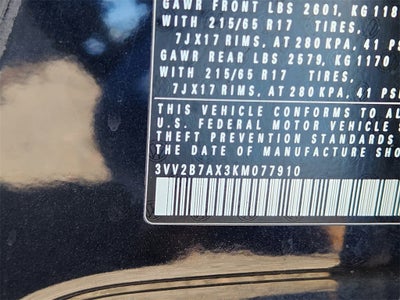 GAWR FRONT LBS 2601, KG 118
WITH 215/65 R17 TIRES,
7JX17 RIMS, AT 280 KPA, 41 PS
GAWR REAR LBS 2579, KG 1170
WITH 215/65 R17 TIRES,
7JX17 RIMS, AT 280 KPA, 41 PS
THIS VEHICLE CONFORMS TO AL
U.S. FEDERAL MOTOR VEHICLE S
THEFT PREVENTION STANDARDS
THE DATE OF MANUFACTURE SHO
3VV2B7AX3KM077910